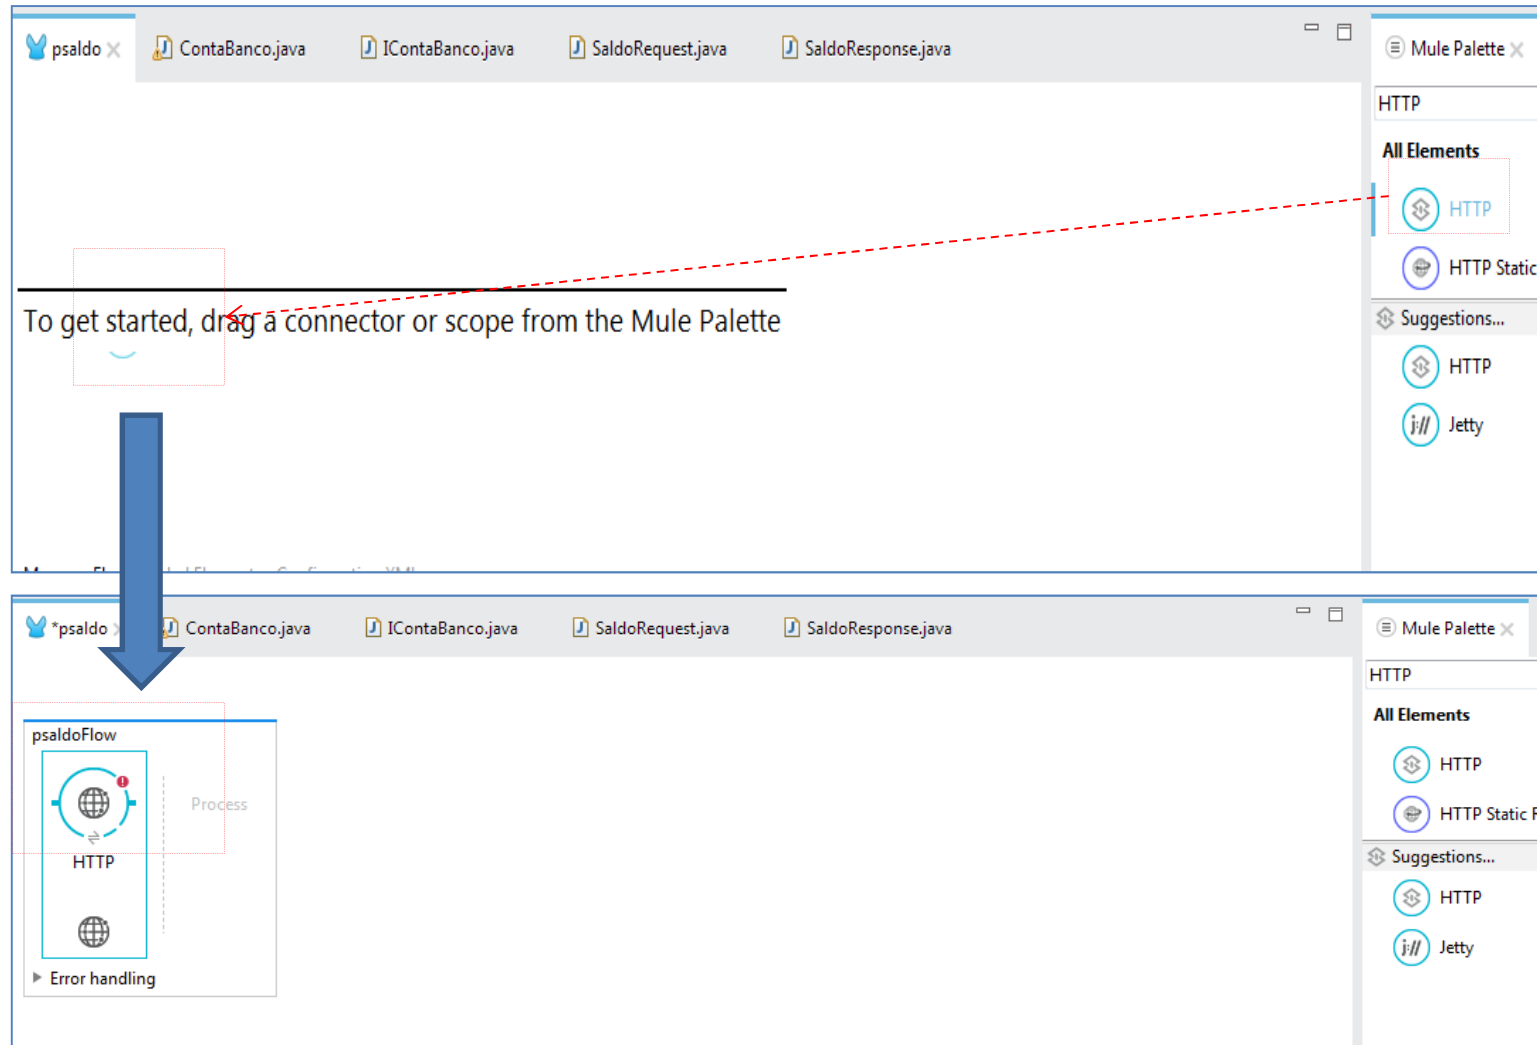 psaldo
ContaBanco.java
IContaBanco.java
SaldoRequest.java
SaldoResponse.java
Mule Palette
HTTP
All Elements
HTTP
HTTP Static
To get started, drag a connector or scope from the Mule Palette
Suggestions...
HTTP
j://
Jetty
*psaldo
ContaBanco.java
IContaBanco.java
SaldoRequest.java
SaldoResponse.java
Mule Palette
HTTP
All Elements
psaldoFlow
HTTP
Process
HTTP Static
HTTP
Suggestions...
HTTP
j://
Jetty
Error handling